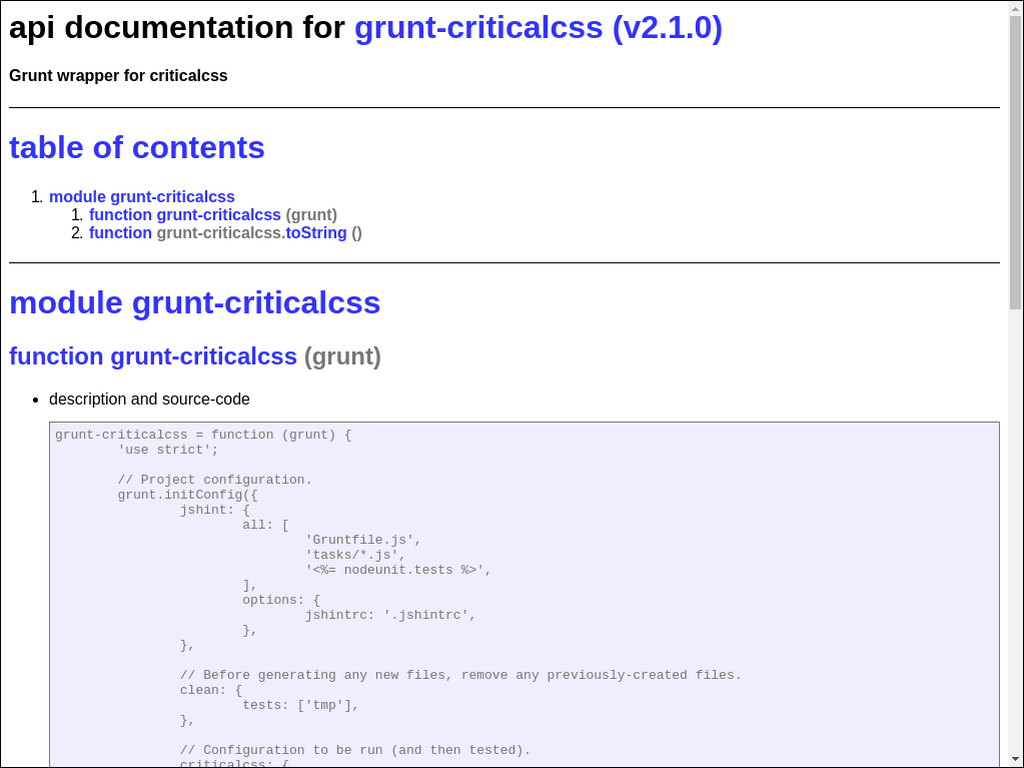 api documentation for grunt-criticalcss (v2.1.0)
Grunt wrapper for criticalcss
table of contents
1. module grunt-criticalcss
1. function grunt-criticalcss (grunt)
2. function grunt-criticalcss.toString ()
module grunt-criticalcss
function grunt-criticalcss (grunt)
• description and source-code
grunt-criticalcss = function (grunt) {
'use strict';
// Project configuration.
grunt.initConfig({
jshint: {
all: [
'Gruntfile.js',
'tasks/*.js',
'<%= nodeunit.tests %>',
],
options: {
jshintrc: '.jshintrc',
},
},
// Before generating any new files, remove any previously-created files.
clean: {
tests: ['tmp'],
},
// Configuration to be run (and then tested).
criticalcss: {